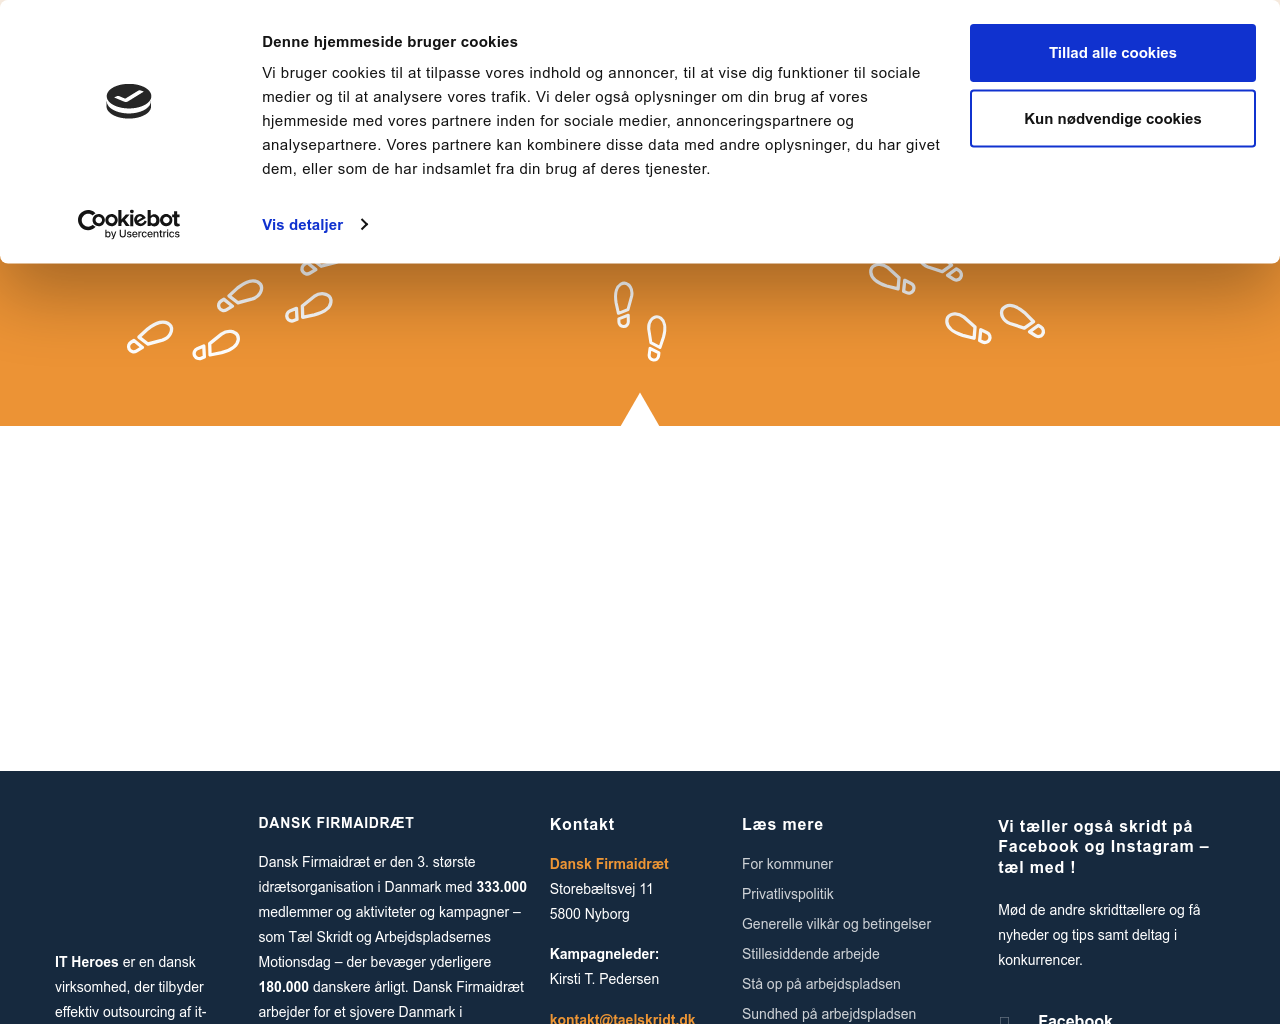 Denne hjemmeside bruger cookies
Vi bruger cookies til at tilpasse vores indhold og annoncer, til at vise dig funktioner til sociale
medier og til at analysere vores trafik. Vi deler også oplysninger om din brug af vores
hjemmeside med vores partnere inden for sociale medier, annonceringspartnere og
analysepartnere. Vores partnere kan kombinere disse data med andre oplysninger, du har givet
dem, eller som de har indsamlet fra din brug af deres tjenester.
Tillad alle cookies
Kun nødvendige cookies
Cookiebot
by Usercentrics
Vis detaljer
IT Heroes er en dansk
virksomhed, der tilbyder
effektiv outsourcing af it-
DANSK FIRMAIDRÆT
Dansk Firmaidræt er den 3. største
idrætsorganisation i Danmark med 333.000
medlemmer og aktiviteter og kampagner –
som Tæl Skridt og Arbejdspladsernes
Motionsdag – der bevæger yderligere
180.000 danskere årligt. Dansk Firmaidræt
arbejder for et sjovere Danmark i
Kontakt
Dansk Firmaidræt
Storebæltsvej 11
5800 Nyborg
Kampagneleder:
Kirsti T. Pedersen
kontakt@taelskridt.dk
Læs mere
For kommuner
Privatlivspolitik
Generelle vilkår og betingelser
Stillesiddende arbejde
Stå op på arbejdspladsen
Sundhed på arbejdspladsen
Vi tæller også skridt på
Facebook og Instagram –
tæl med !
Mød de andre skridttællere og få
nyheder og tips samt deltag i
konkurrencer.
Facebook